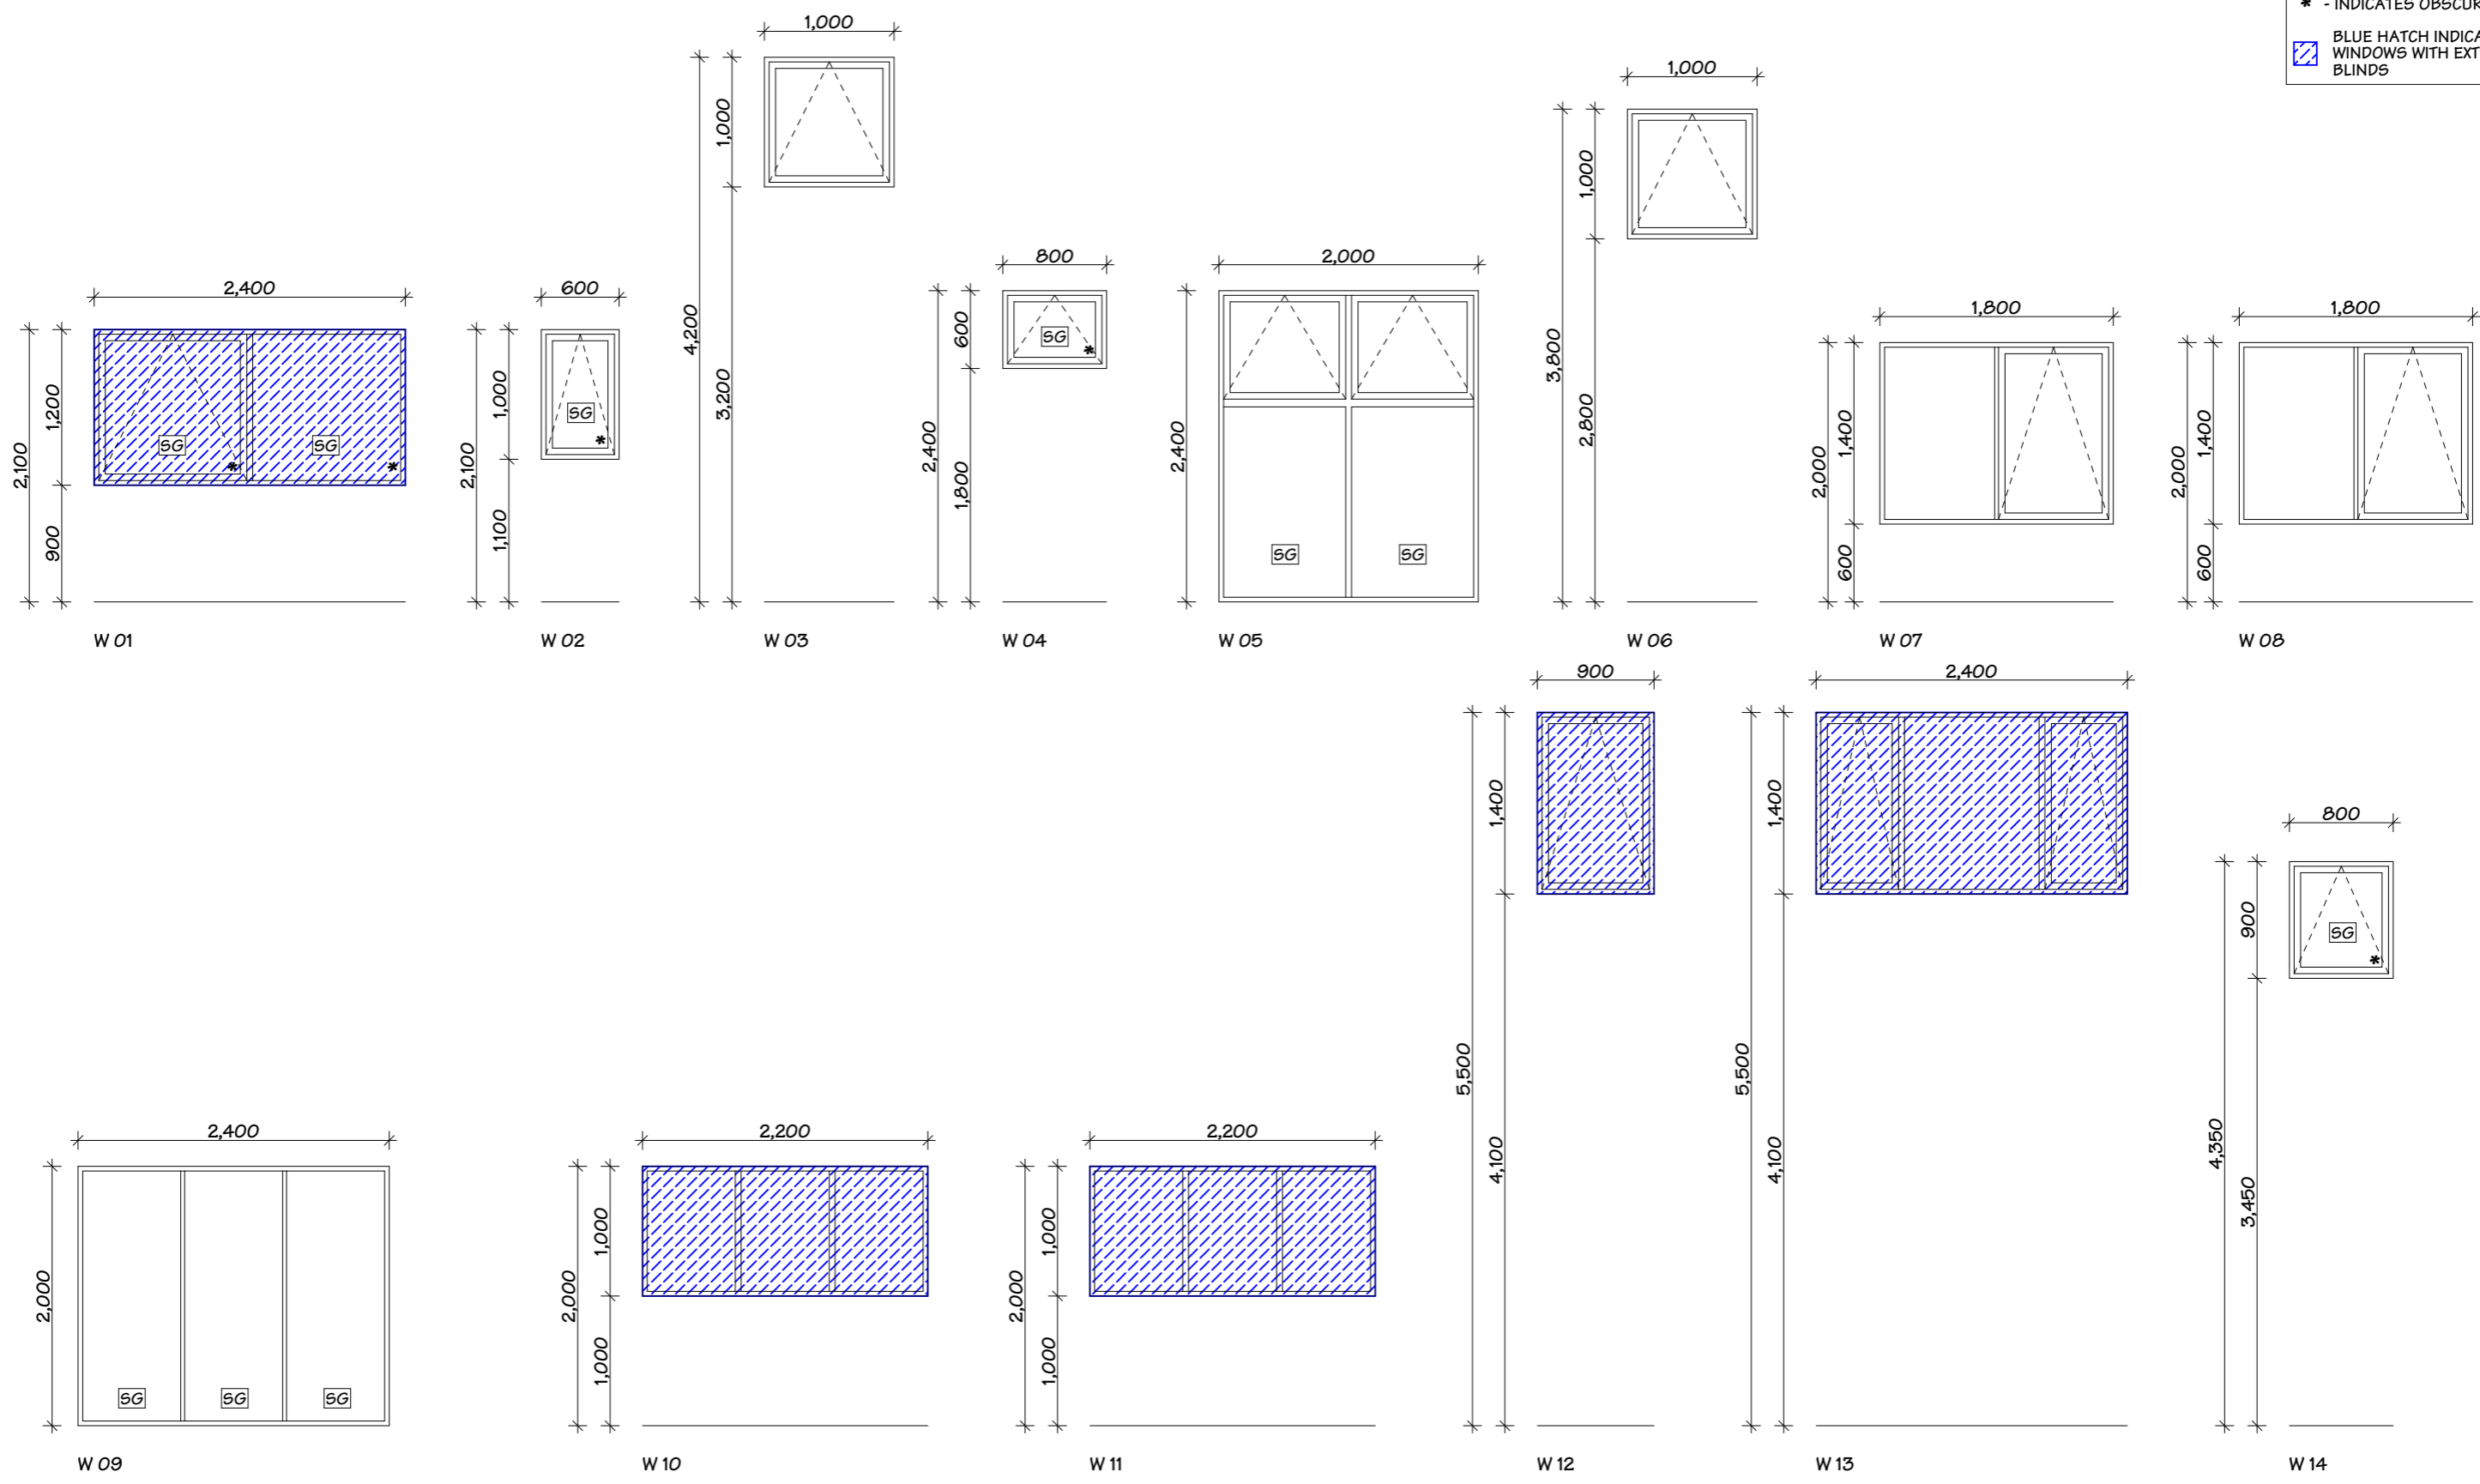 * - INDICATES OBSCUR
BLUE HATCH INDICA
WINDOWS WITH EXT
BLINDS
1,000
4,200
1,000
3,200
W 03
1,000
3,800
1,000
2,800
W 06
2,400
2,100
1,200
900
SG
*
SG
*
W 01
600
2,100
1,000
1,100
SG
*
W 02
800
2,400
600
1,800
SG
*
W 04
2,000
2,400
SG
SG
W 05
1,800
2,000
1,400
600
W 07
1,800
2,000
1,400
600
W 08
2,400
2,000
SG
SG
SG
W 09
2,200
2,000
1,000
1,000
W 10
2,200
2,000
1,000
1,000
W 11
900
5,500
1,400
4,100
W 12
2,400
5,500
1,400
4,100
W 13
800
4,350
900
3,450
SG
*
W 14